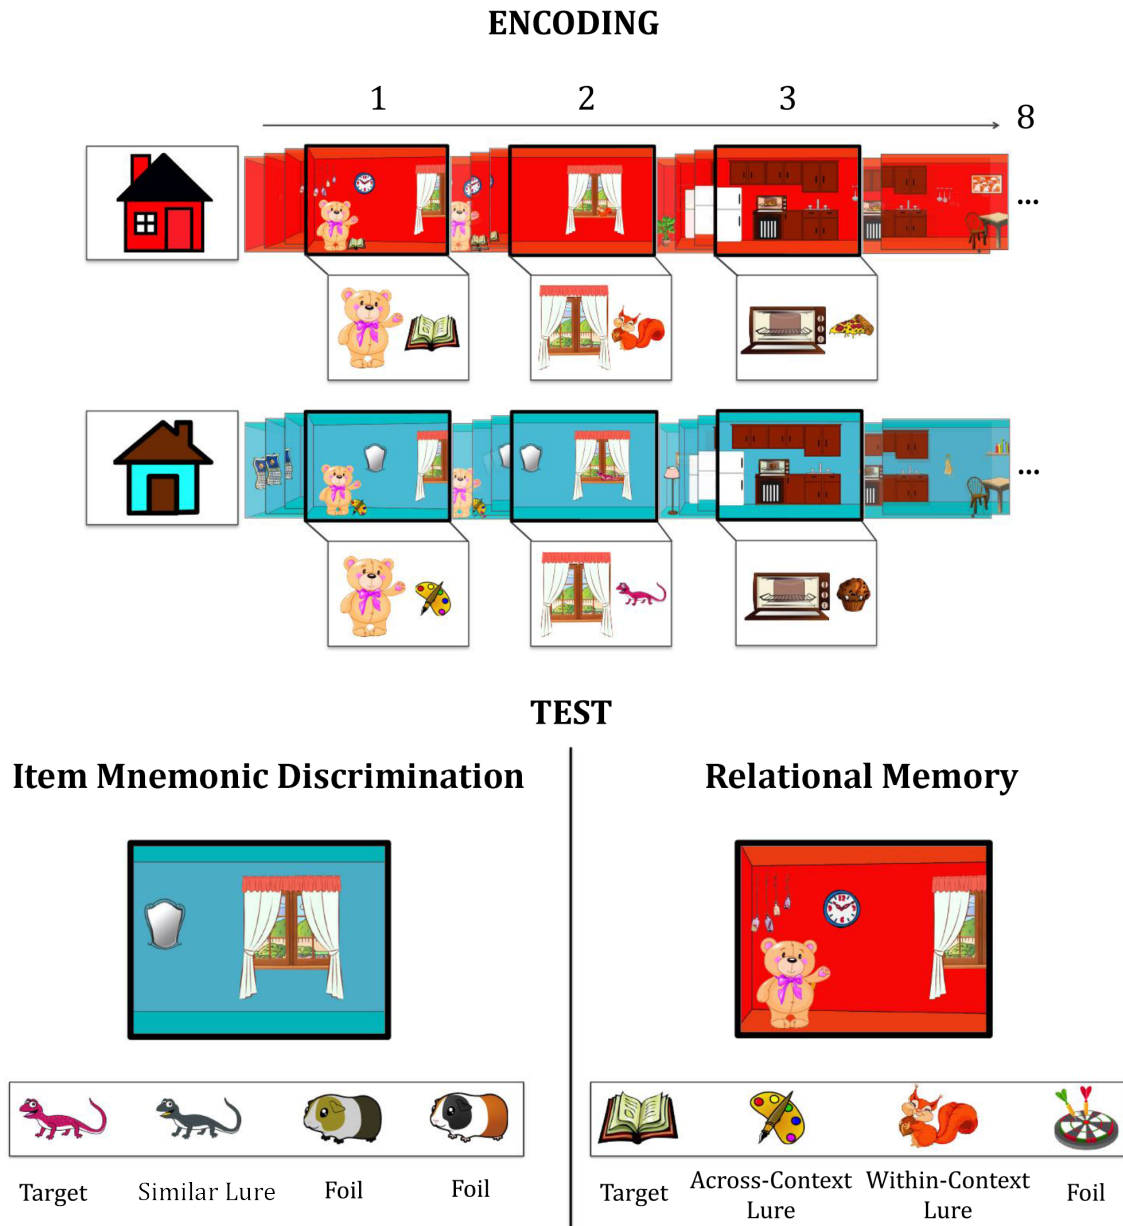 ENCODING
1 2 3 8
...
...
TEST
Item Mnemonic Discrimination
Relational Memory
Target Similar Lure Foil Foil
Target Across-Context Lure Within-Context Lure Foil